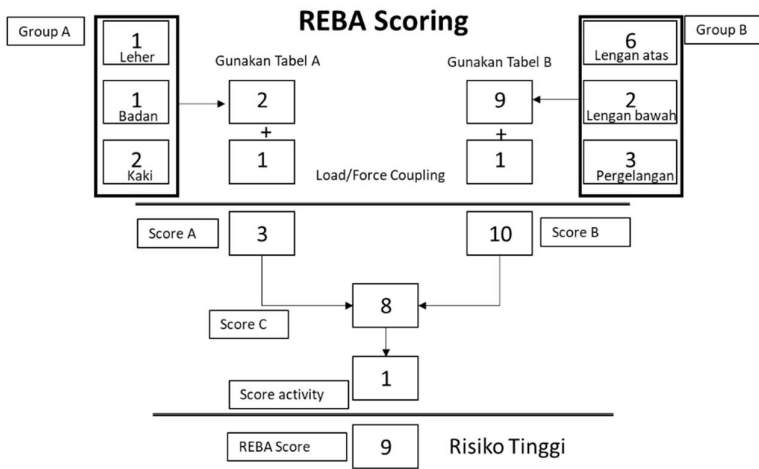 REBA Scoring
Group A
Group B
1
Leher
1
Badan
2
Kaki
Gunakan Tabel A
2
+
1
Load/Force Coupling
Gunakan Tabel B
9
+
1
6
Lengan atas
2
Lengan bawah
3
Pergelangan
Score A
3
10
Score B
8
Score C
1
Score activity
REBA Score
9
Risiko Tinggi